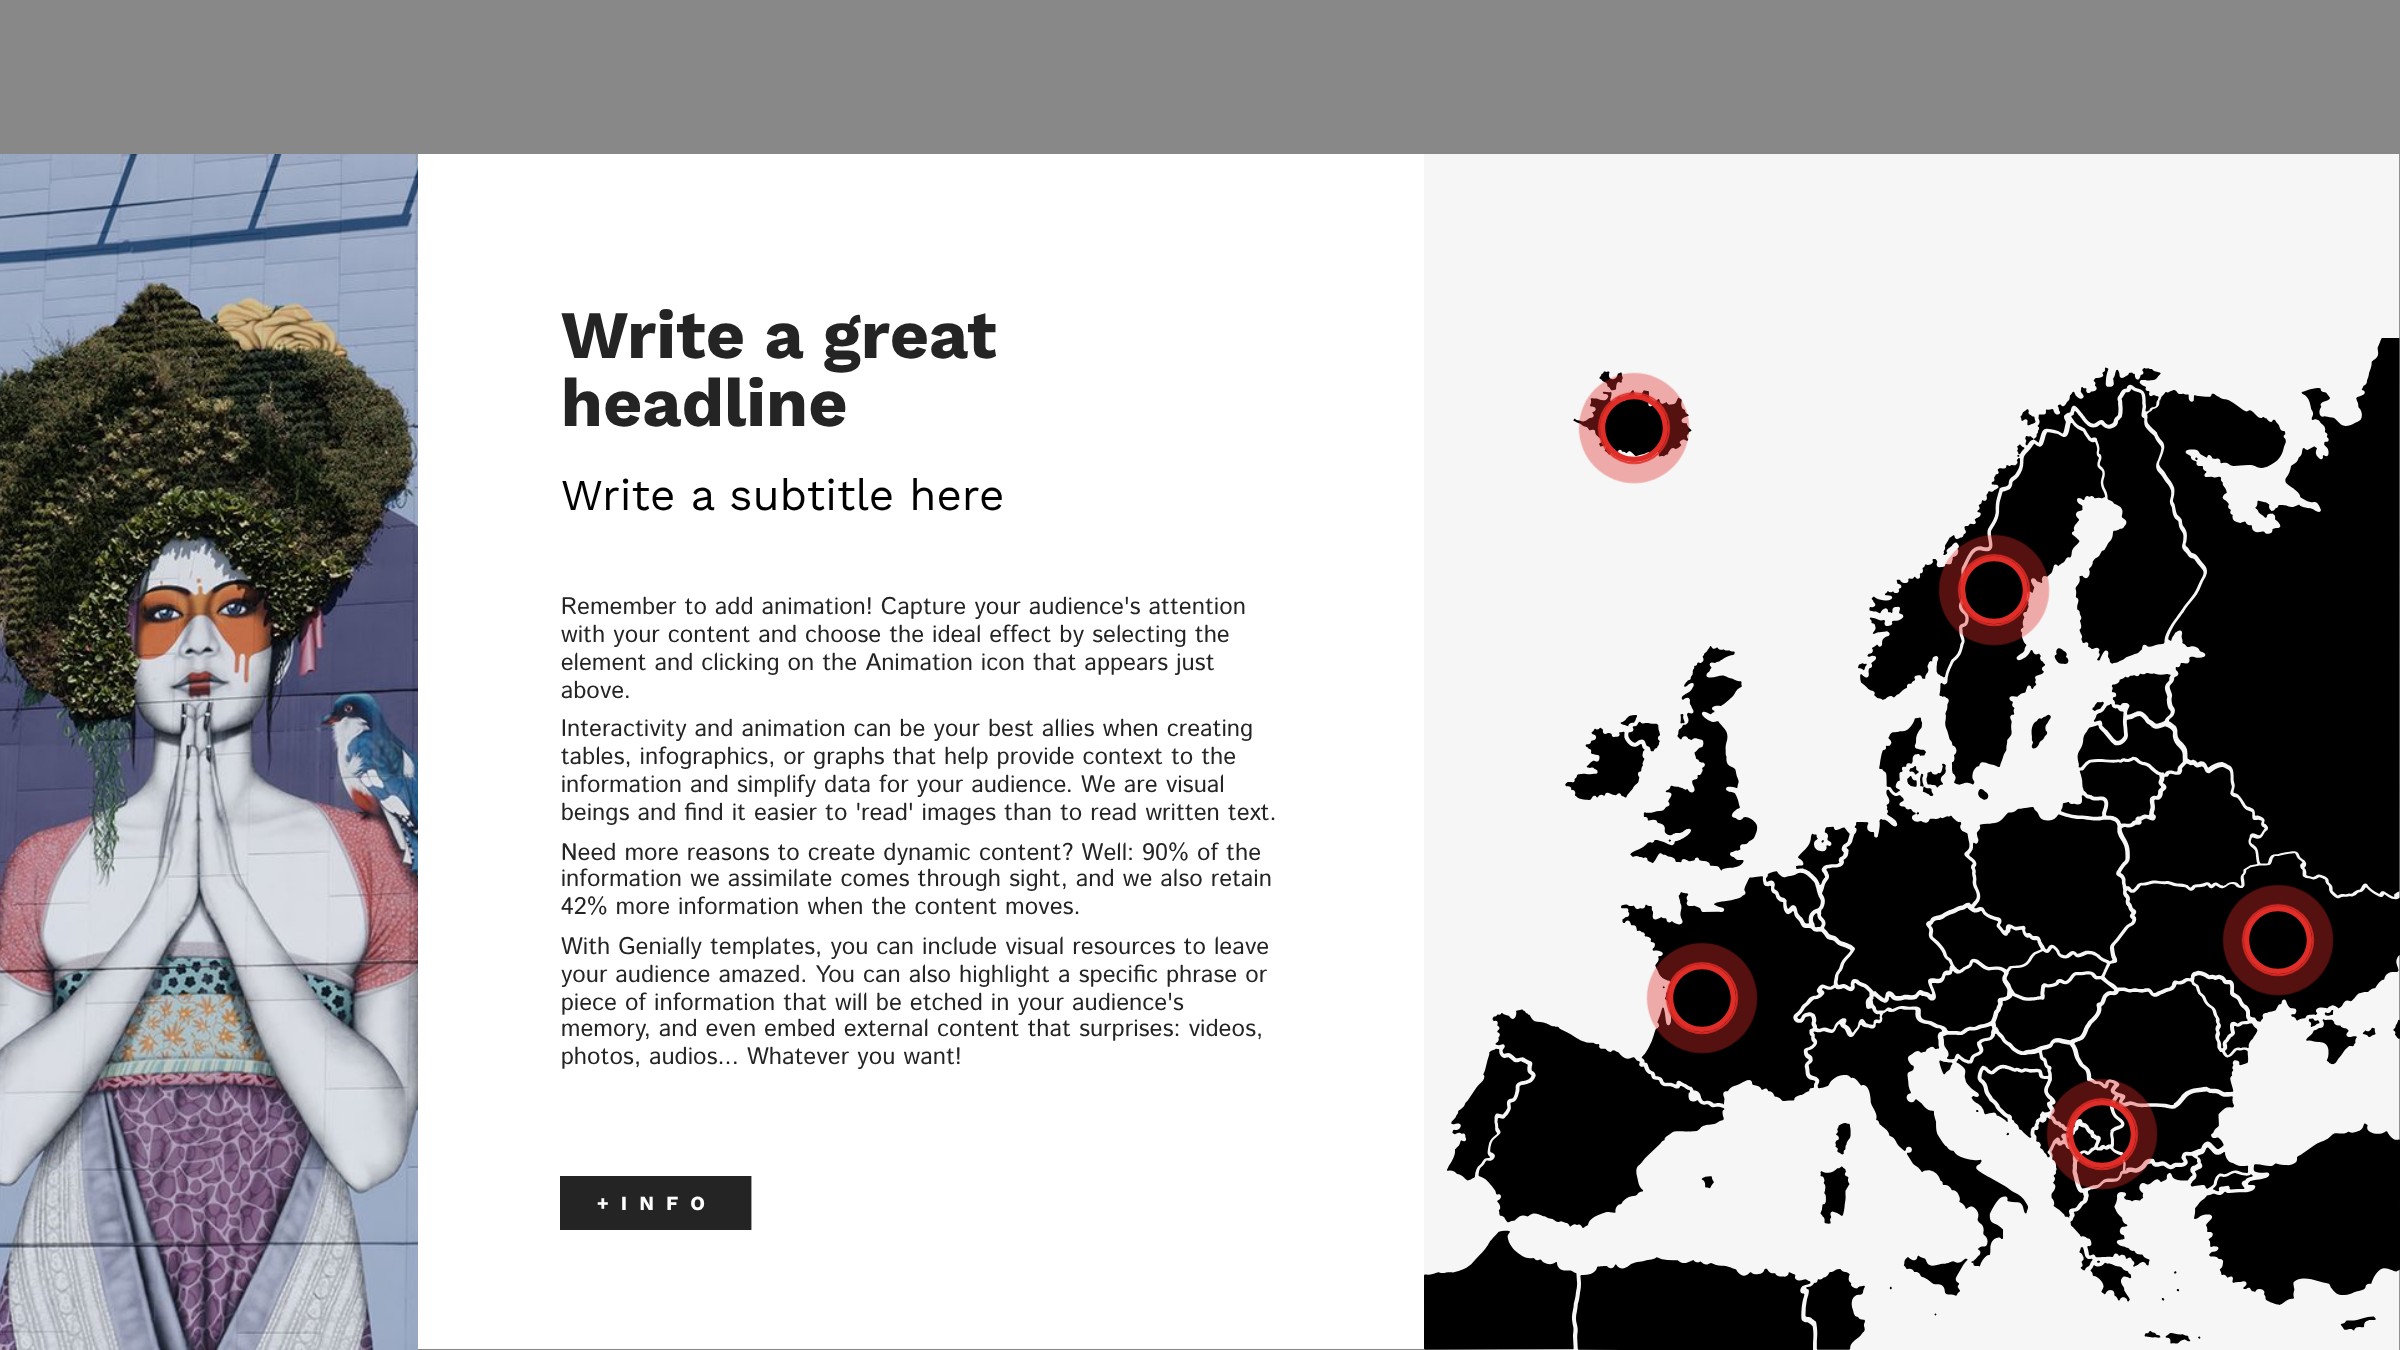 Write a great
headline
Write a subtitle here
Remember to add animation! Capture your audience's attention
with your content and choose the ideal effect by selecting the
element and clicking on the Animation icon that appears just
above.
Interactivity and animation can be your best allies when creating
tables, infographics, or graphs that help provide context to the
information and simplify data for your audience. We are visual
beings and find it easier to 'read' images than to read written text.
Need more reasons to create dynamic content? Well: 90% of the
information we assimilate comes through sight, and we also retain
42% more information when the content moves.
With Genially templates, you can include visual resources to leave
your audience amazed. You can also highlight a specific phrase or
piece of information that will be etched in your audience's
memory, and even embed external content that surprises: videos,
photos, audios... Whatever you want!
+INFO